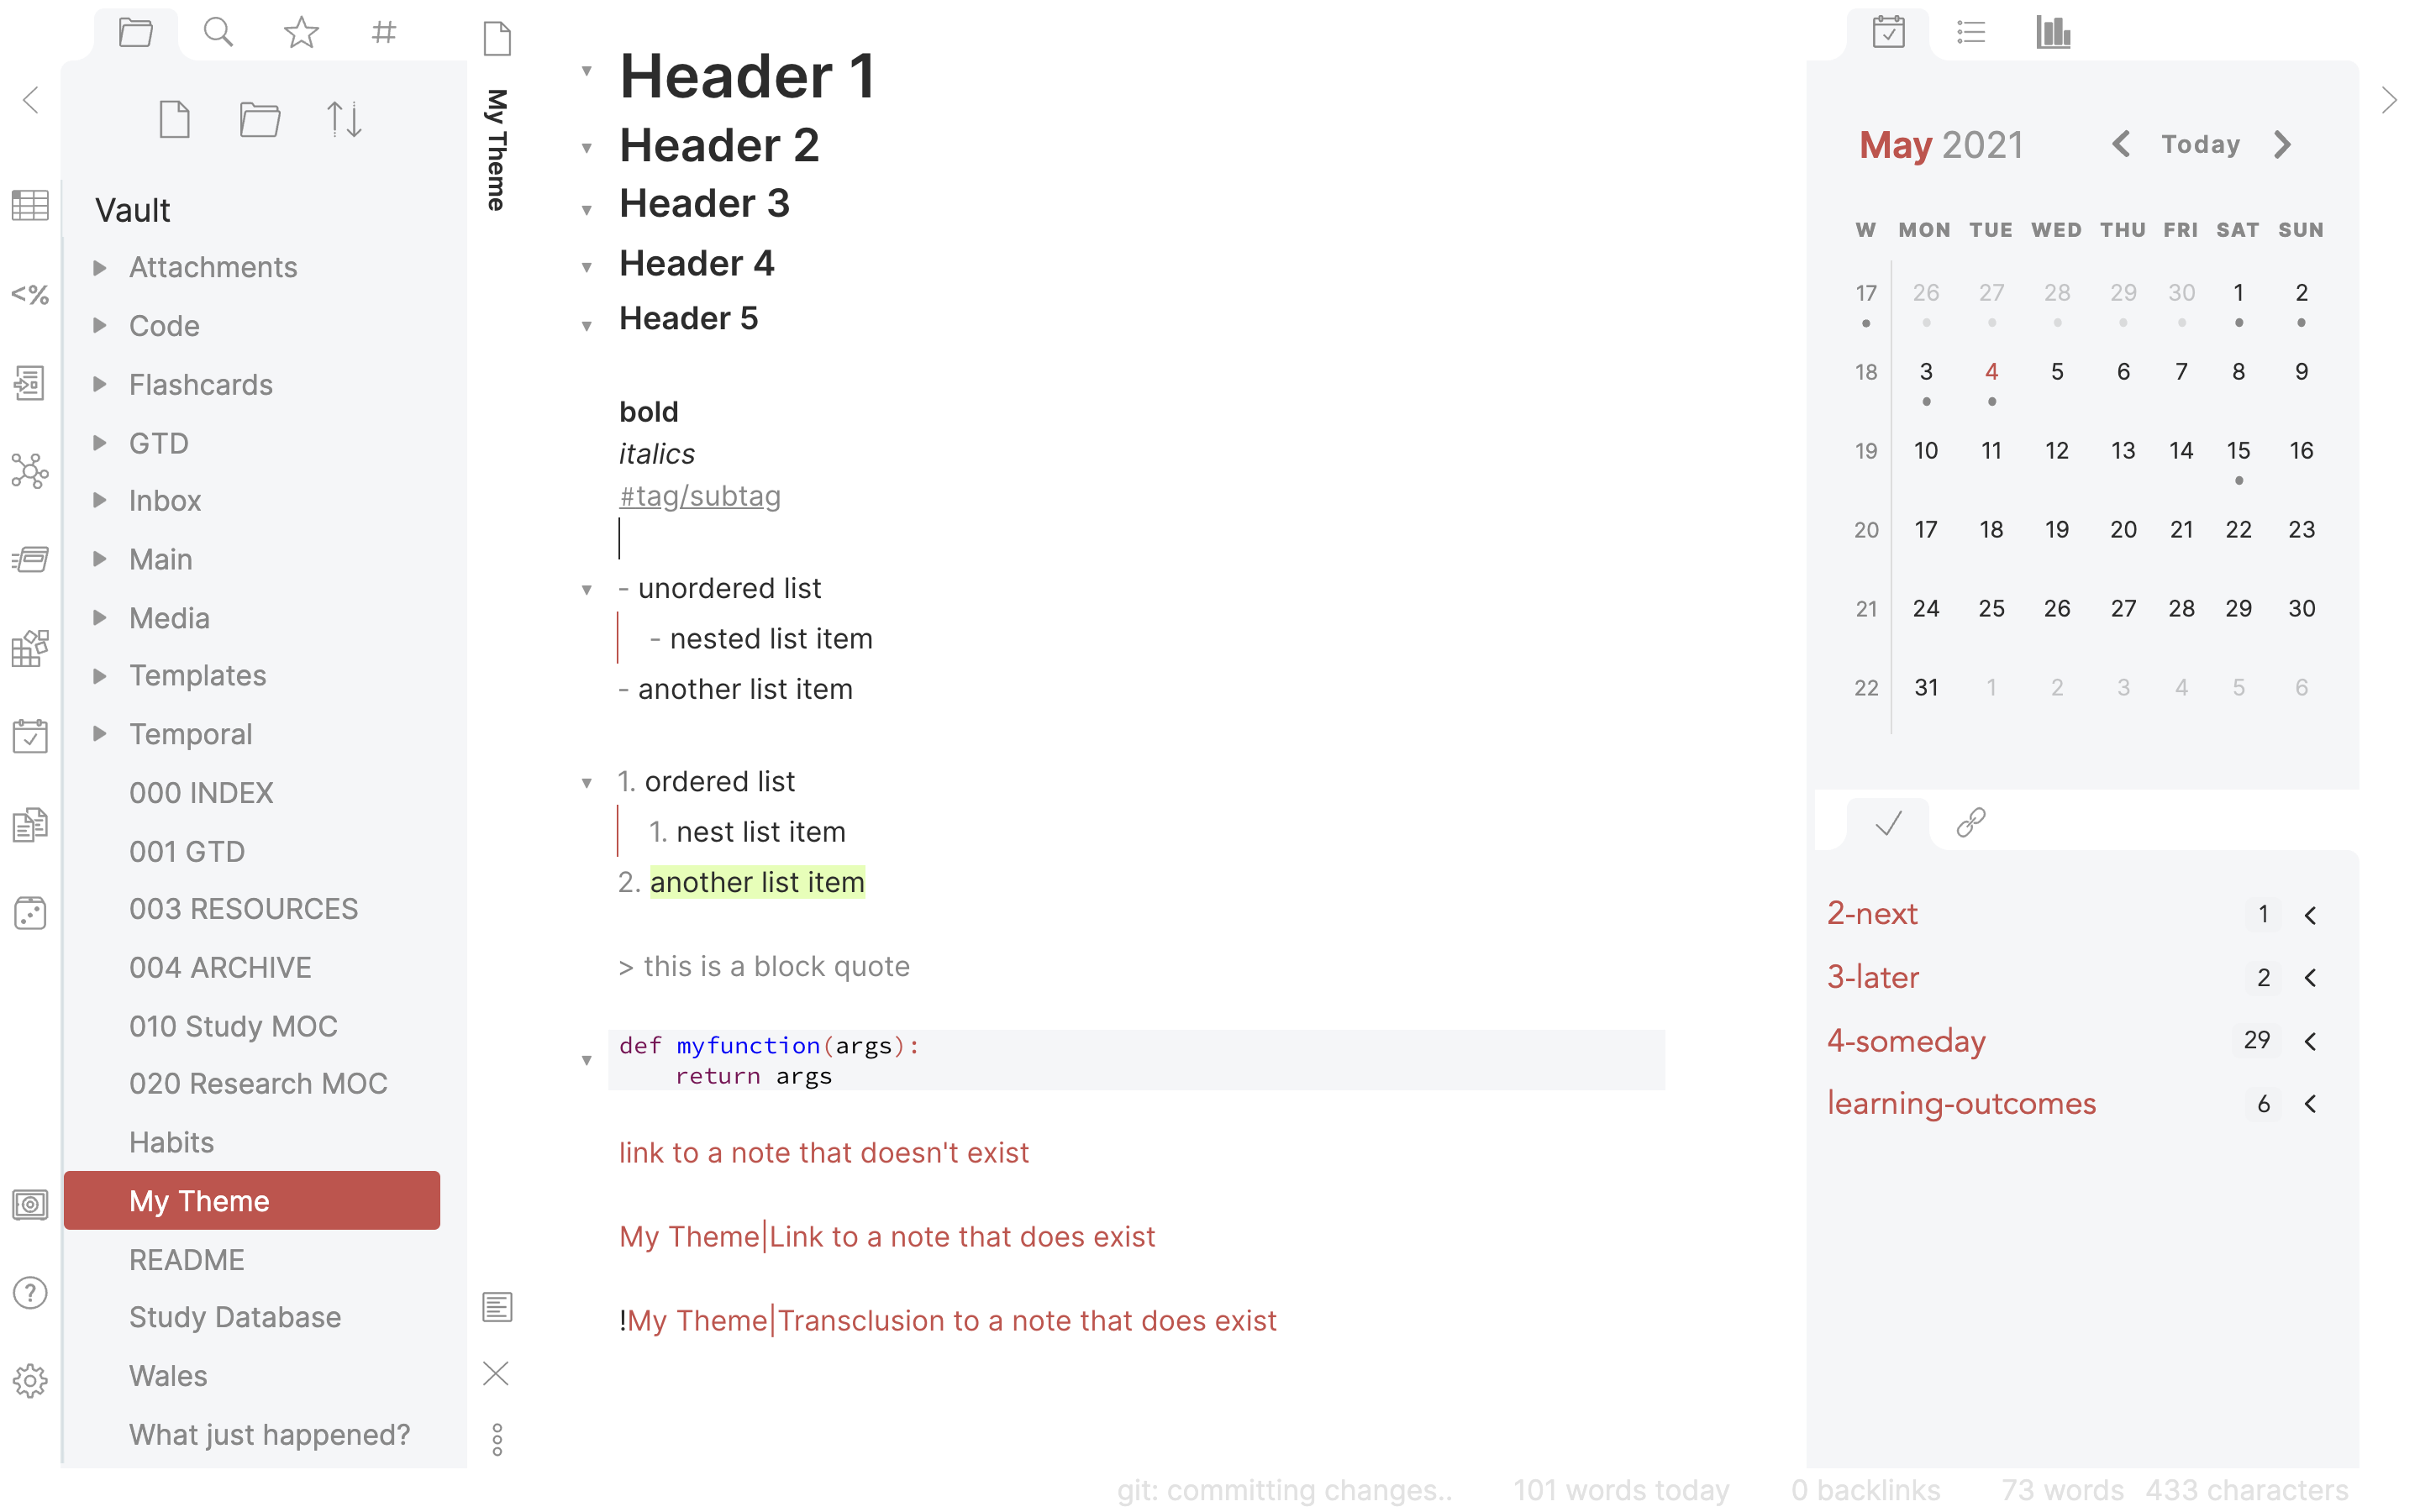 #
My Theme
<%
Vault
Attachments
Code
Flashcards
GTD
Inbox
Main
Media
Templates
Temporal
000 INDEX
001 GTD
003 RESOURCES
004 ARCHIVE
010 Study MOC
020 Research MOC
Habits
My Theme
README
Study Database
Wales
What just happened?
Header 1
Header 2
Header 3
Header 4
Header 5
bold
italics
#tag/subtag
- unordered list
- nested list item
- another list item
1. ordered list
1. nest list item
2. another list item
> this is a block quote
def myfunction(args):
return args
link to a note that doesn't exist
My Theme|Link to a note that does exist
!My Theme|Transclusion to a note that does exist
May 2021 Today
W MON TUE WED THU FRI SAT SUN
17 26 27 28 29 30 1 2
18 3 4 5 6 7 8 9
19 10 11 12 13 14 15 16
20 17 18 19 20 21 22 23
21 24 25 26 27 28 29 30
22 31 1 2 3 4 5 6
2-next 1
3-later 2
4-someday 29
learning-outcomes 6
git: committing changes.. 101 words today 0 backlinks 73 words 433 characters